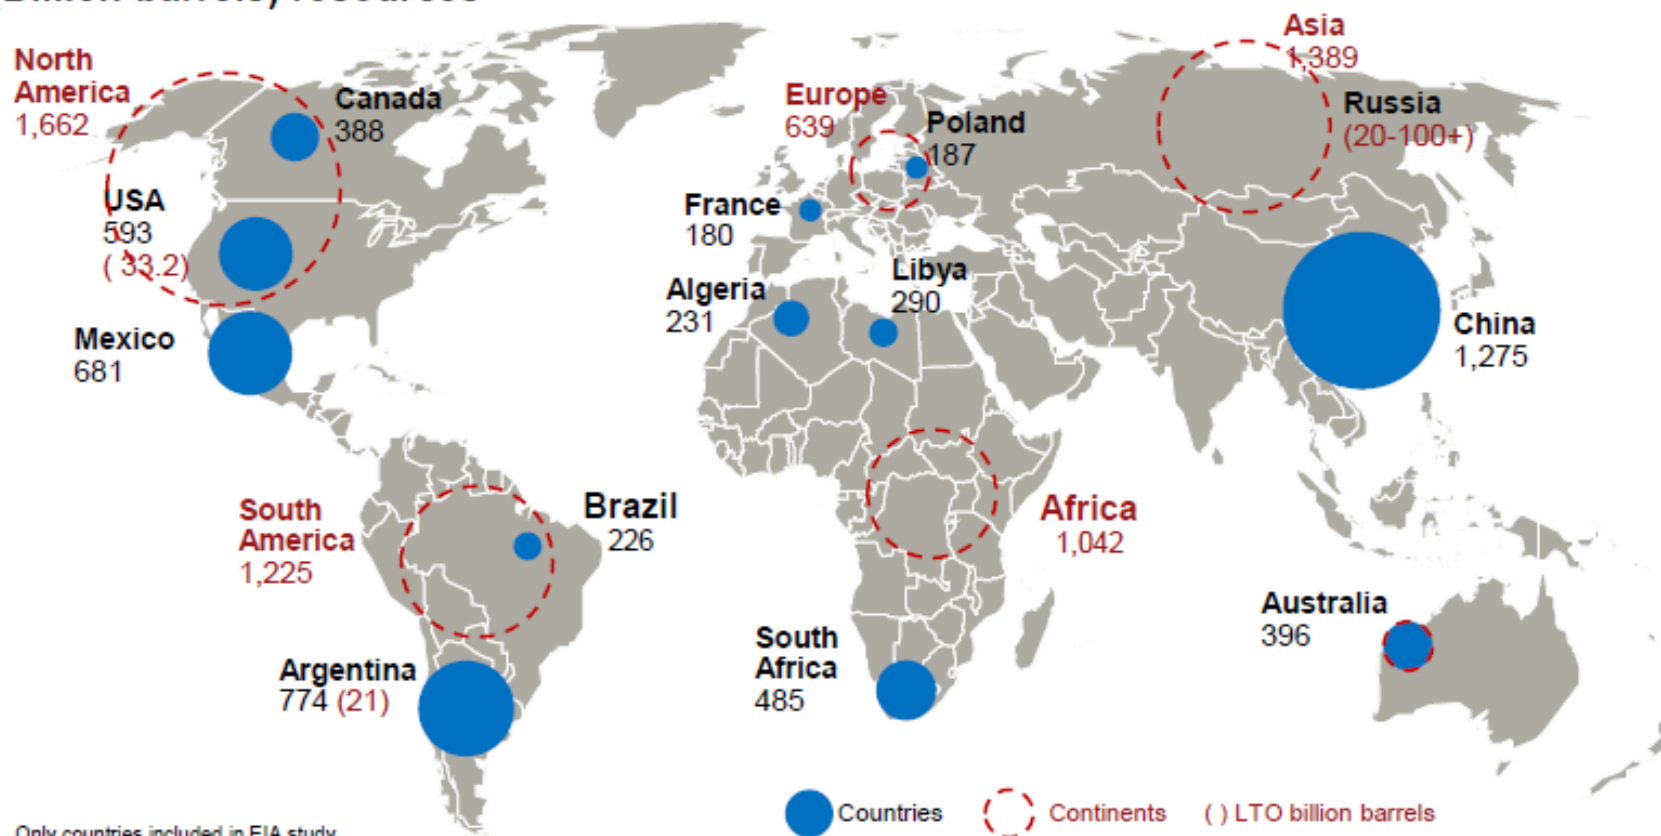 North
America
1,662
Canada
388
USA
593
( 33.2)
Mexico
681
South
America
1,225
Brazil
226
Argentina
774 (21)
Europe
639
Poland
187
France
180
Algeria
231
Libya
290
Africa
1,042
South
Africa
485
Asia
1,389
Russia
(20-100+)
China
1,275
Australia
396
Countries
Continents
( ) LTO billion barrels
Only countries included in EIA study